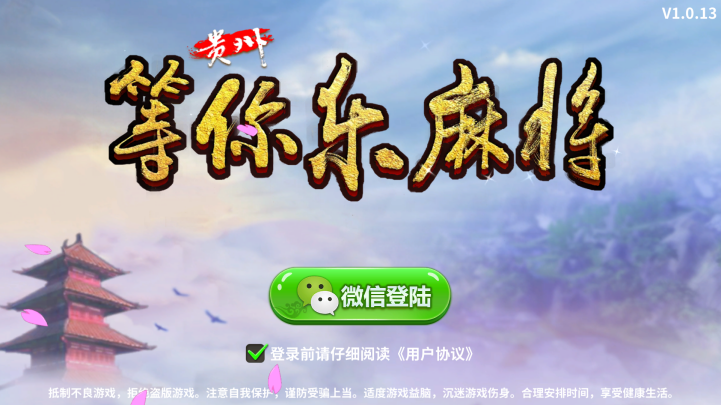 V1.0.13
贵州
等你乐麻将
微信登陆
登录前请仔细阅读《用户协议》
抵制不良游戏，拒绝盗版游戏。注意自我保护，谨防受骗上当。适度游戏益脑，沉迷游戏伤身。合理安排时间，享受健康生活。